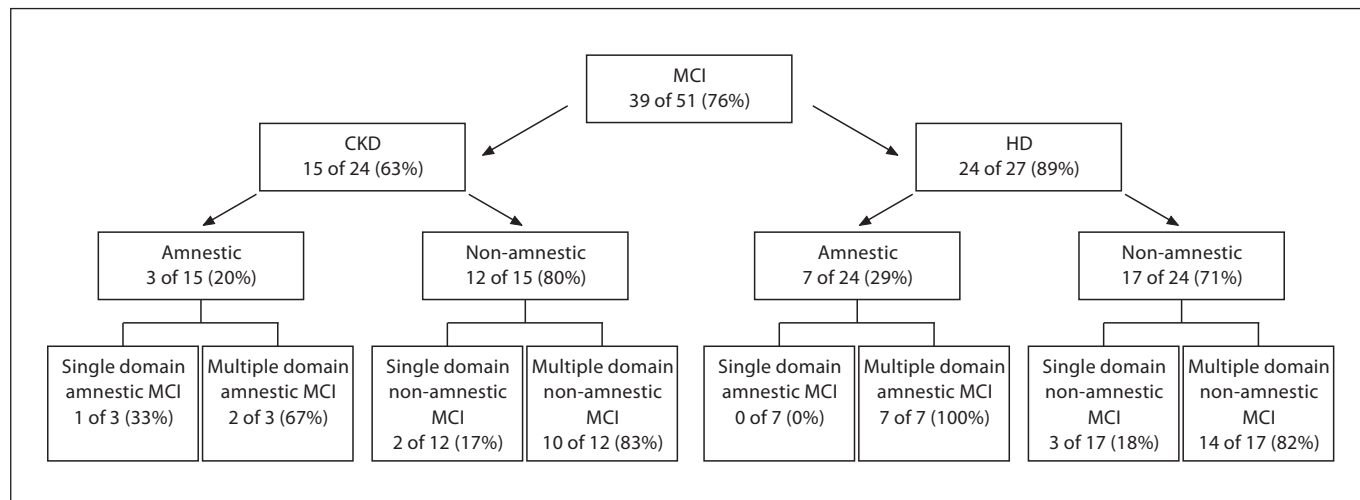 MCI
39 of 51 (76%)
CKD
15 of 24 (63%)
HD
24 of 27 (89%)
Amnestic
3 of 15 (20%)
Non-amnestic
12 of 15 (80%)
Amnestic
7 of 24 (29%)
Non-amnestic
17 of 24 (71%)
Single domain
amnestic MCI
1 of 3 (33%)
Multiple domain
amnestic MCI
2 of 3 (67%)
Single domain
non-amnestic
MCI
2 of 12 (17%)
Multiple domain
non-amnestic
MCI
10 of 12 (83%)
Single domain
amnestic MCI
0 of 7 (0%)
Multiple domain
amnestic MCI
7 of 7 (100%)
Single domain
non-amnestic
MCI
3 of 17 (18%)
Multiple domain
non-amnestic
MCI
14 of 17 (82%)